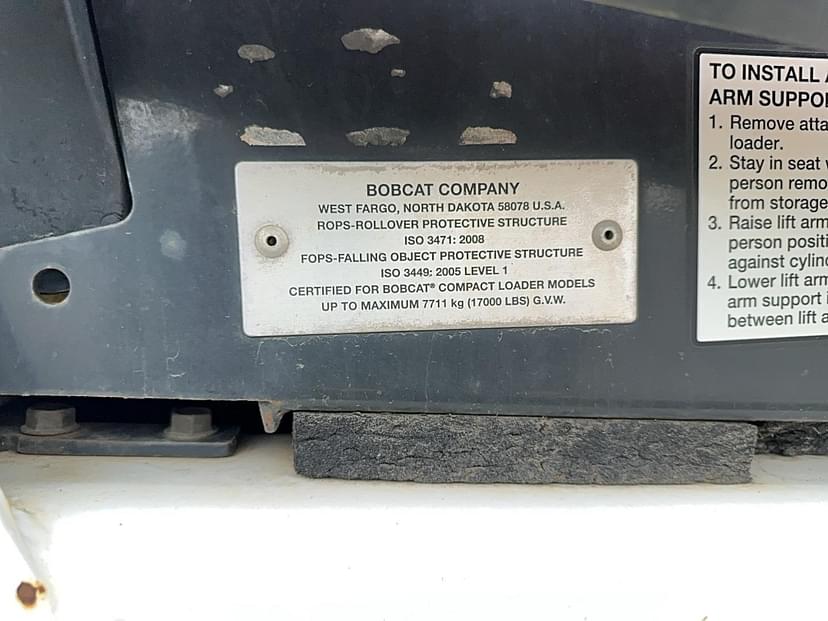 BOBCAT COMPANY
WEST FARGO, NORTH DAKOTA 58078 U.S.A.
ROPS-ROLLOVER PROTECTIVE STRUCTURE
ISO 3471: 2008
FOPS-FALLING OBJECT PROTECTIVE STRUCTURE
ISO 3449: 2005 LEVEL 1
CERTIFIED FOR BOBCAT® COMPACT LOADER MODELS
UP TO MAXIMUM 7711 kg (17000 LBS) G.V.W.
TO INSTALL
ARM SUPPO
1. Remove atta
loader.
2. Stay in seat
person remo
from storage
3. Raise lift arm
person positi
against cylin
4. Lower lift arm
arm support i
between lift a